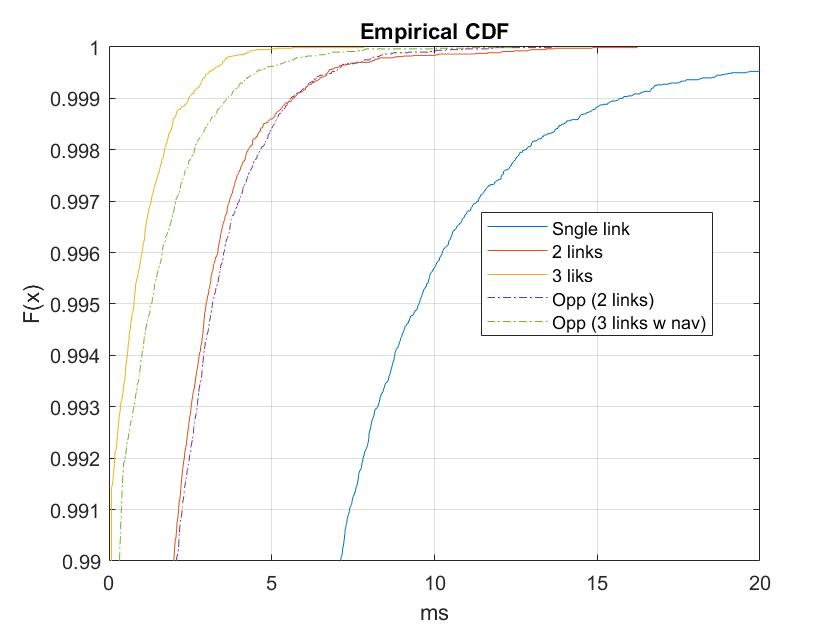 Empirical CDF
1
0.999
0.998
0.997
0.996
0.995
0.994
0.993
0.992
0.991
0.99
F(x)
Sngle link
2 links
3 liks
Opp (2 links)
Opp (3 links w nav)
0 5 10 15 20
ms